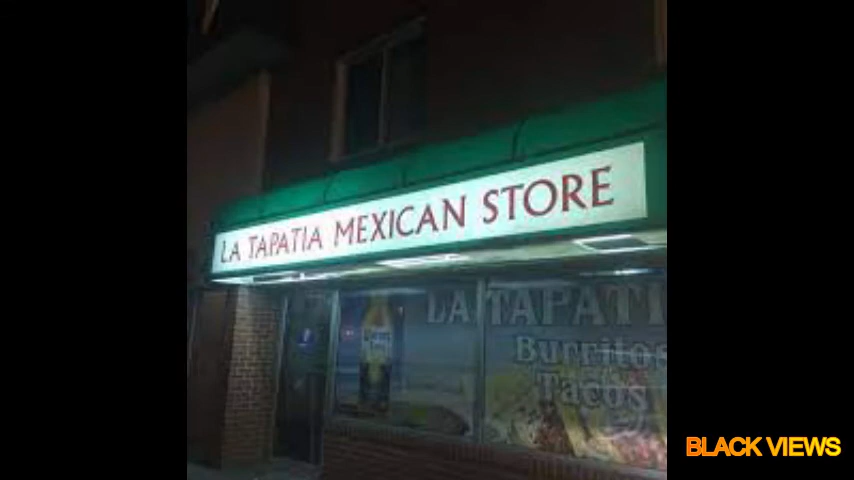 LA TAPATIA MEXICAN STORE
LA TAPATI
Burritos
Tacos
BLACK VIEWS